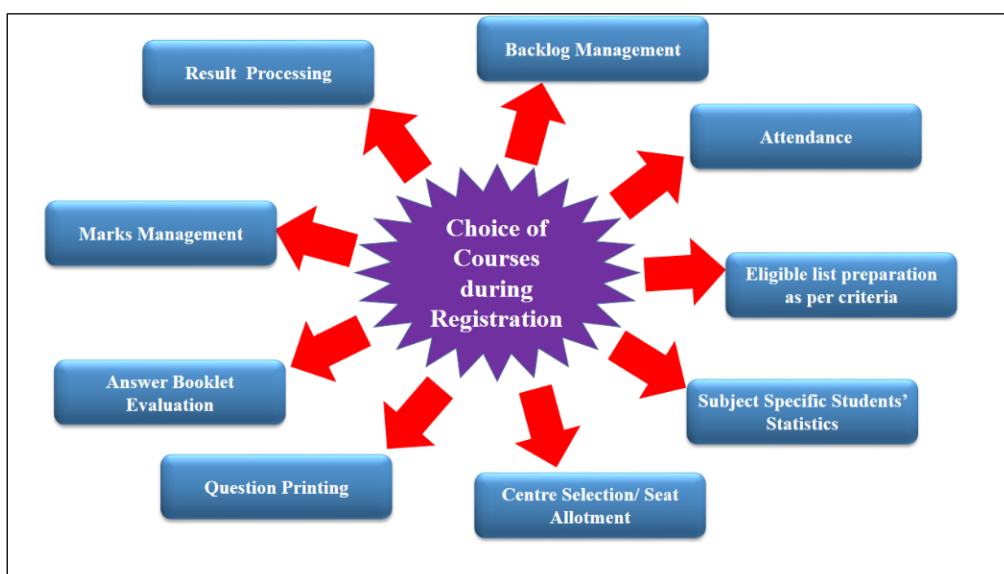 Backlog Management
Result Processing
Attendance
Choice of
Courses
during
Registration
Marks Management
Eligible list preparation
as per criteria
Answer Booklet
Evaluation
Subject Specific Students’
Statistics
Question Printing
Centre Selection/ Seat
Allotment